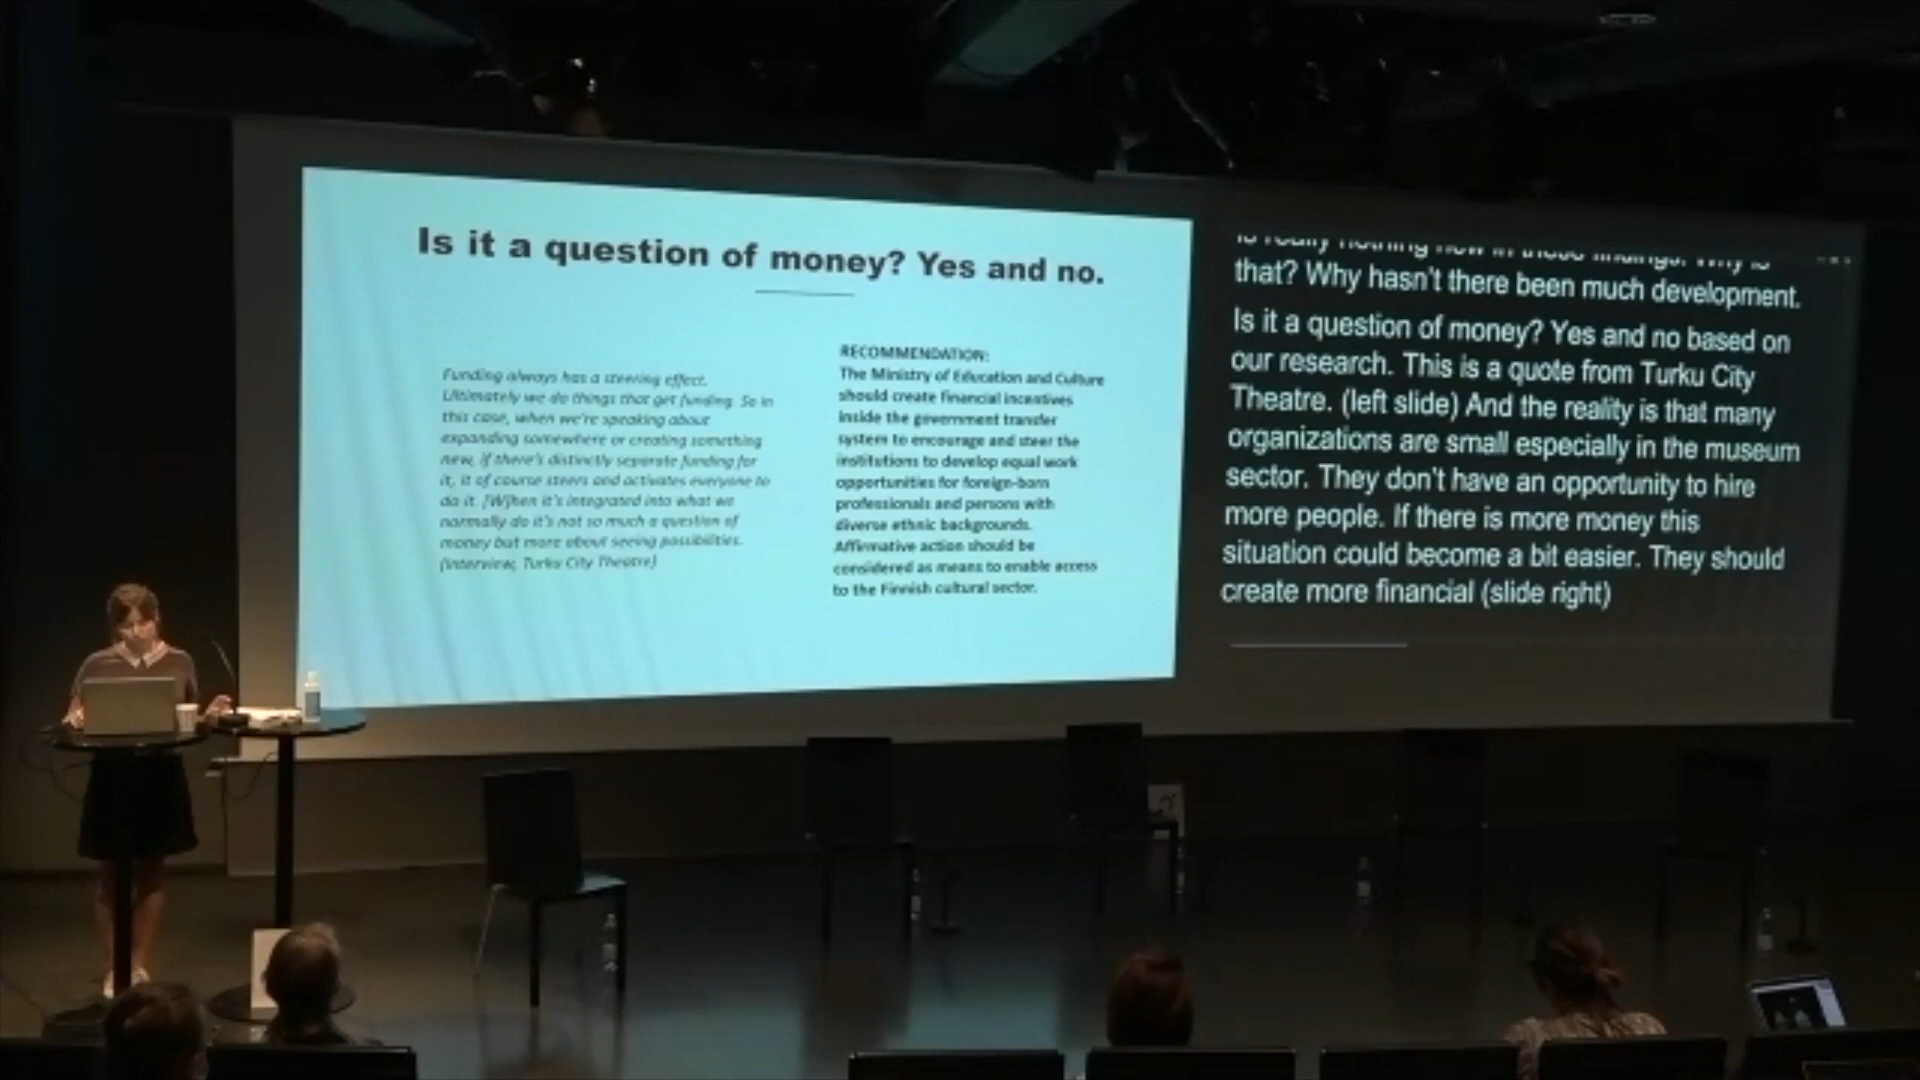 Is it a question of money? Yes and no.
Funding always has a steering effect.
Ultimately we do things that get funding. So in
this case, when we're speaking about
expanding somewhere or creating something
new, if there's distinctly separate funding for
it, it of course steers and activates everyone to
do it. [W]hen it's integrated into what we
normally do it's not so much a question of
money but more about seeing possibilities.
(Interview, Turku City Theatre)
RECOMMENDATION:
The Ministry of Education and Culture
should create financial incentives
inside the government transfer
system to encourage and steer the
institutions to develop equal work
opportunities for foreign-born
professionals and persons with
diverse ethnic backgrounds.
Affirmative action should be
considered as means to enable access
to the Finnish cultural sector.
is really nothing new in these findings. Why is
that? Why hasn't there been much development.
Is it a question of money? Yes and no based on
our research. This is a quote from Turku City
Theatre. (left slide) And the reality is that many
organizations are small especially in the museum
sector. They don't have an opportunity to hire
more people. If there is more money this
situation could become a bit easier. They should
create more financial (slide right)